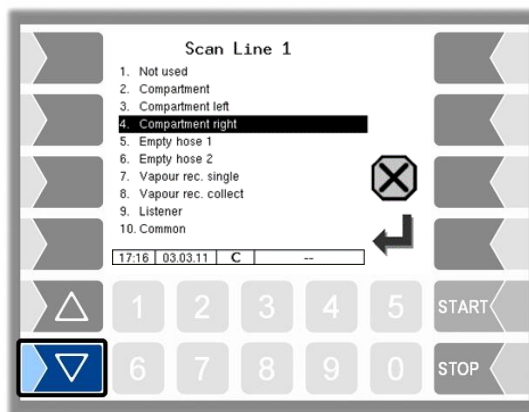 Scan Line 1
1. Not used
2. Compartment
3. Compartment left
4. Compartment right
5. Empty hose 1
6. Empty hose 2
7. Vapour rec. single
8. Vapour rec. collect
9. Listener
10. Common
17:16 03.03.11 C --
1 2 3 4 5 START
6 7 8 9 0 STOP